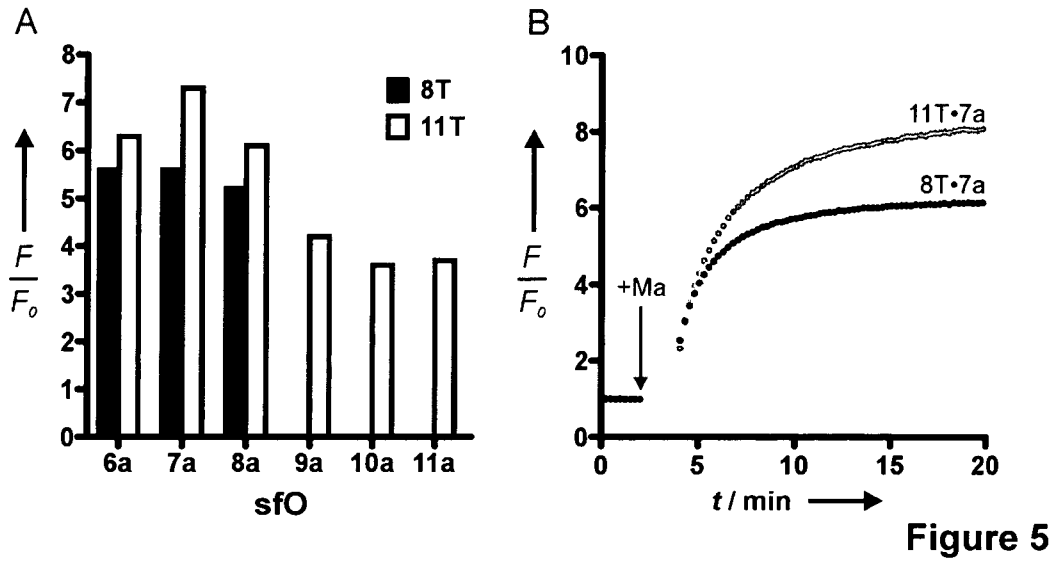 A
8
7
6
5
4
3
2
1
0
F
Fo
8T
11T
6a 7a 8a 9a 10a 11a
sfO
B
10
8
6
4
2
0
F
Fo
+Ma
11T•7a
8T•7a
0 5 10 15 20
t / min
Figure 5